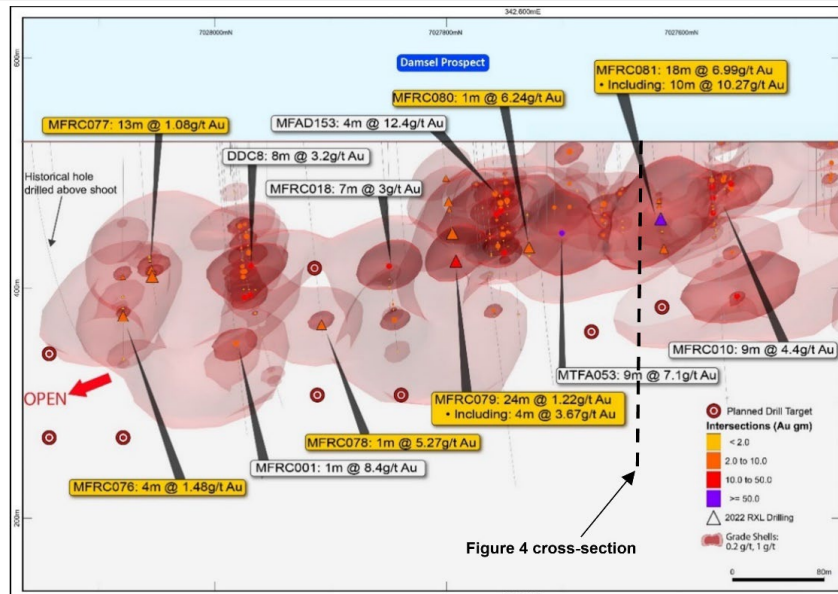 342,600mE
7028000mN
7027800mN
7027600mN
600m
Damsel Prospect
MFRC081: 18m @ 6.99g/t Au
• Including: 10m @ 10.27g/t Au
MFRC080: 1m @ 6.24g/t Au
MFRC077: 13m @ 1.08g/t Au
MFAD153: 4m @ 12.4g/t Au
DDC8: 8m @ 3.2g/t Au
Historical hole
drilled above shoot
MFRC018: 7m @ 3g/t Au
400m
MFRC010: 9m @ 4.4g/t Au
MTFA053: 9m @ 7.1g/t Au
OPEN
MFRC079: 24m @ 1.22g/t Au
• Including: 4m @ 3.67g/t Au
MFRC078: 1m @ 5.27g/t Au
MFRC001: 1m @ 8.4g/t Au
MFRC076: 4m @ 1.48g/t Au
200m
Figure 4 cross-section
Planned Drill Target
Intersections (Au gm)
< 2.0
2.0 to 10.0
10.0 to 50.0
>= 50.0
2022 RXL Drilling
Grade Shells:
0.2 g/t, 1 g/t
0
80m